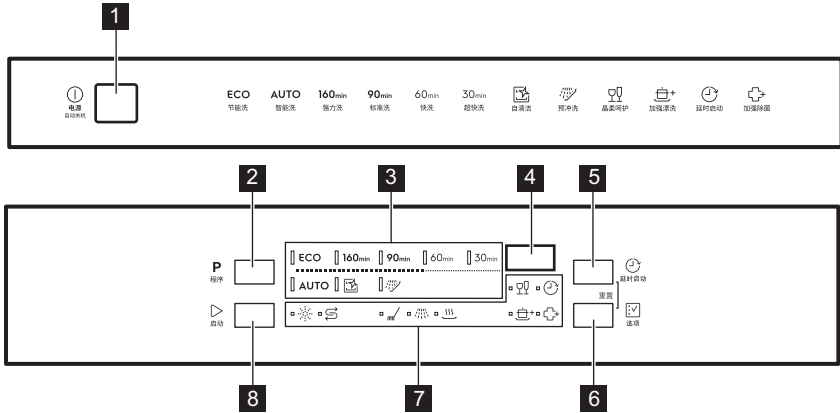 1
电源
自动关机
ECO AUTO 160min 90min 60min 30min
节能洗 智能洗 强力洗 标准洗 快洗 超快洗 自清洁 预冲洗 晶柔呵护 加强漂洗 延时启动 加强除菌
2 3 4 5
P
程序
ECO 160min 90min 60min 30min
延时启动
AUTO
重置
启动
选项
8 7 6